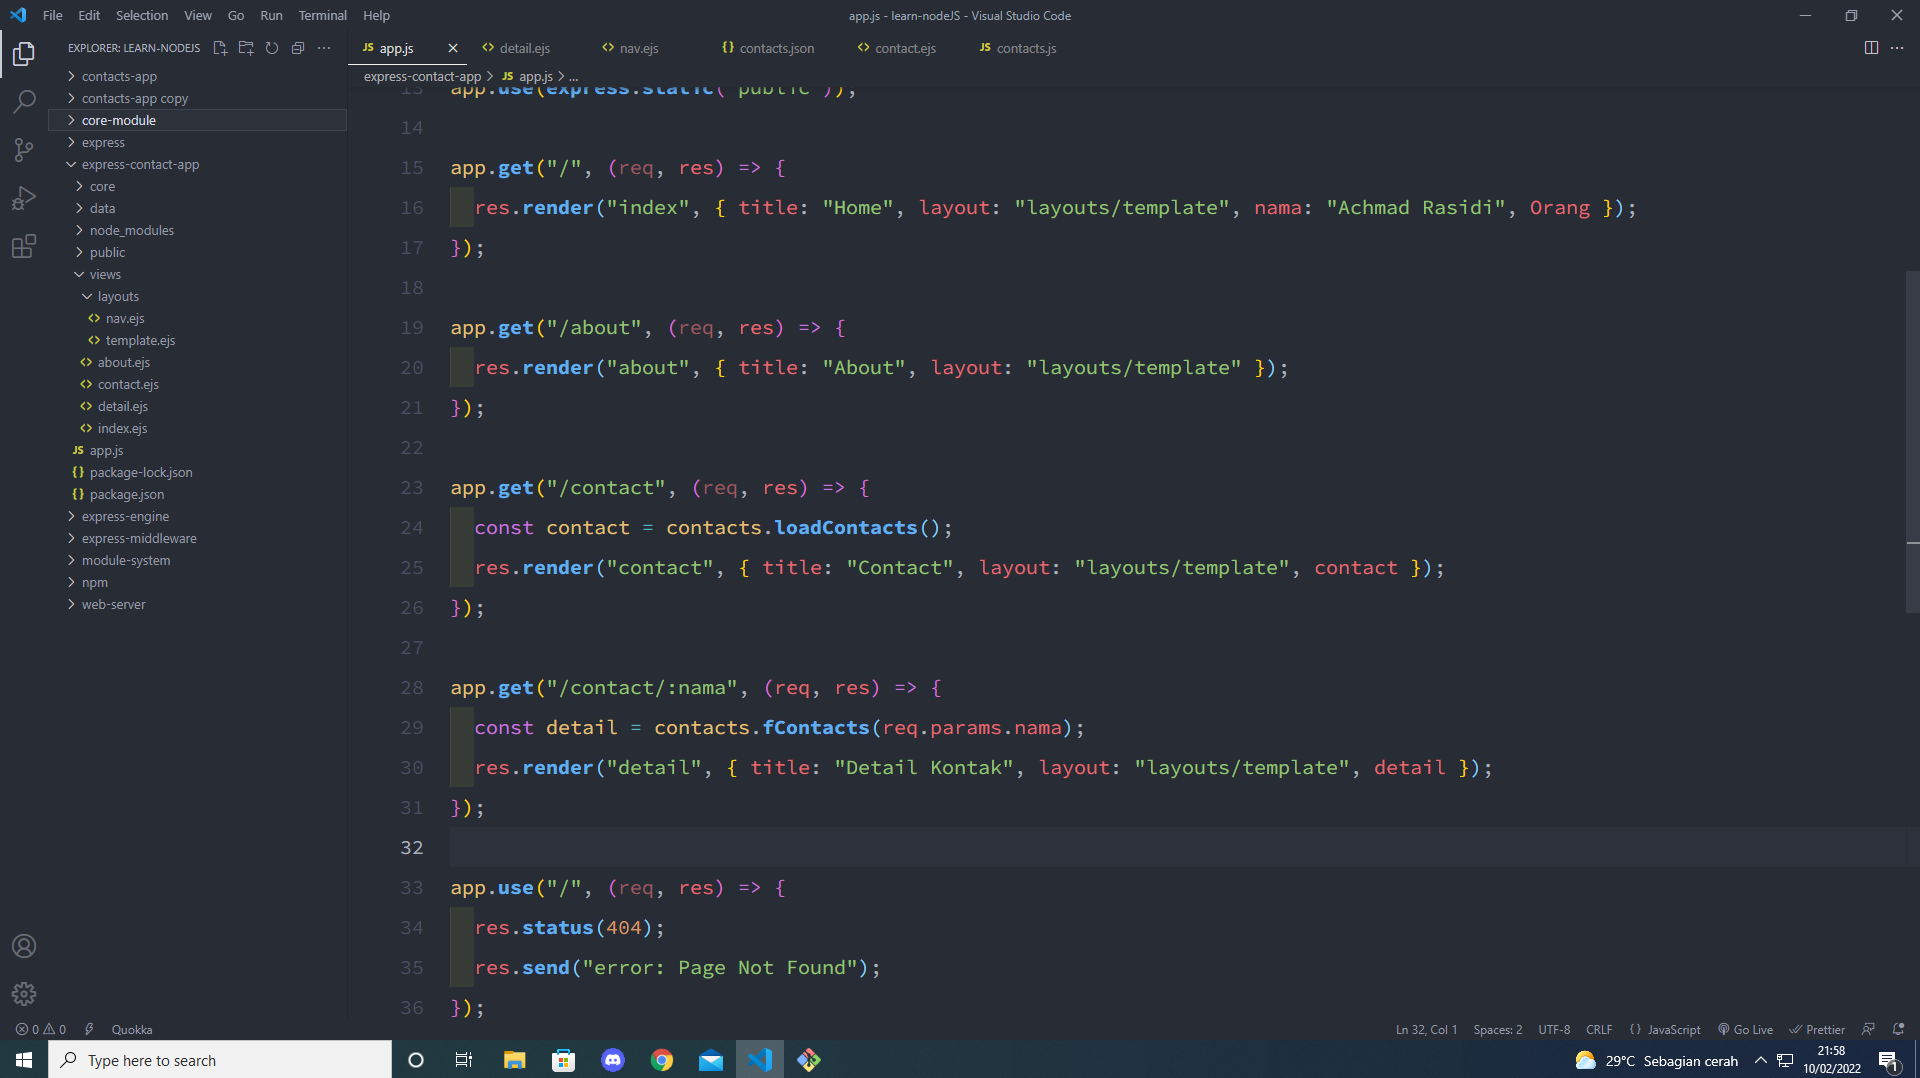 File Edit Selection View Go Run Terminal Help
app.js - learn-nodeJS - Visual Studio Code
EXPLORER: LEARN-NODEJS
contacts-app
contacts-app copy
core-module
express
express-contact-app
core
data
node_modules
public
views
layouts
nav.ejs
template.ejs
about.ejs
contact.ejs
detail.ejs
index.ejs
JS app.js
{} package-lock.json
{} package.json
express-engine
express-middleware
module-system
npm
web-server
JS app.js <> detail.ejs <> nav.ejs {} contacts.json <> contact.ejs JS contacts.js
express-contact-app > JS app.js > ...
13 app.use(express.static("public"));
14
15 app.get("/", (req, res) => {
16 res.render("index", { title: "Home", layout: "layouts/template", nama: "Achmad Rasidi", Orang });
17 });
18
19 app.get("/about", (req, res) => {
20 res.render("about", { title: "About", layout: "layouts/template" });
21 });
22
23 app.get("/contact", (req, res) => {
24 const contact = contacts.loadContacts();
25 res.render("contact", { title: "Contact", layout: "layouts/template", contact });
26 });
27
28 app.get("/contact/:nama", (req, res) => {
29 const detail = contacts.fContacts(req.params.nama);
30 res.render("detail", { title: "Detail Kontak", layout: "layouts/template", detail });
31 });
32
33 app.use("/", (req, res) => {
34 res.status(404);
35 res.send("error: Page Not Found");
36 });
0 0 Quokka
Ln 32, Col 1 Spaces: 2 UTF-8 CRLF {} JavaScript Go Live Prettier
Type here to search
29°C Sebagian cerah
21:58
10/02/2022
1